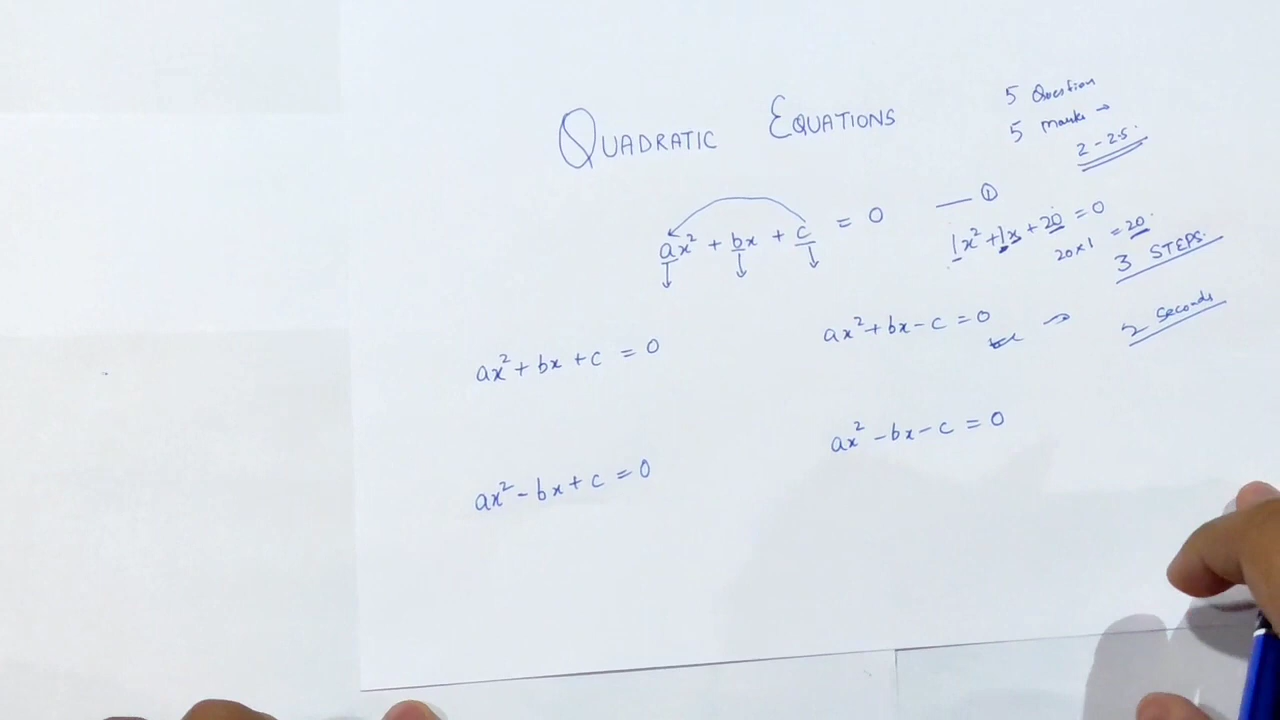 QUADRATIC EQUATIONS
5 Question
5 marks →
2 - 2.5.
ax² + bx + c = 0 — ①
1x² + 1x + 20 = 0
20 x 1 = 20.
3 STEPS.
2 seconds
ax² + bx + c = 0
ax² + bx - c = 0
ax² - bx + c = 0
ax² - bx - c = 0